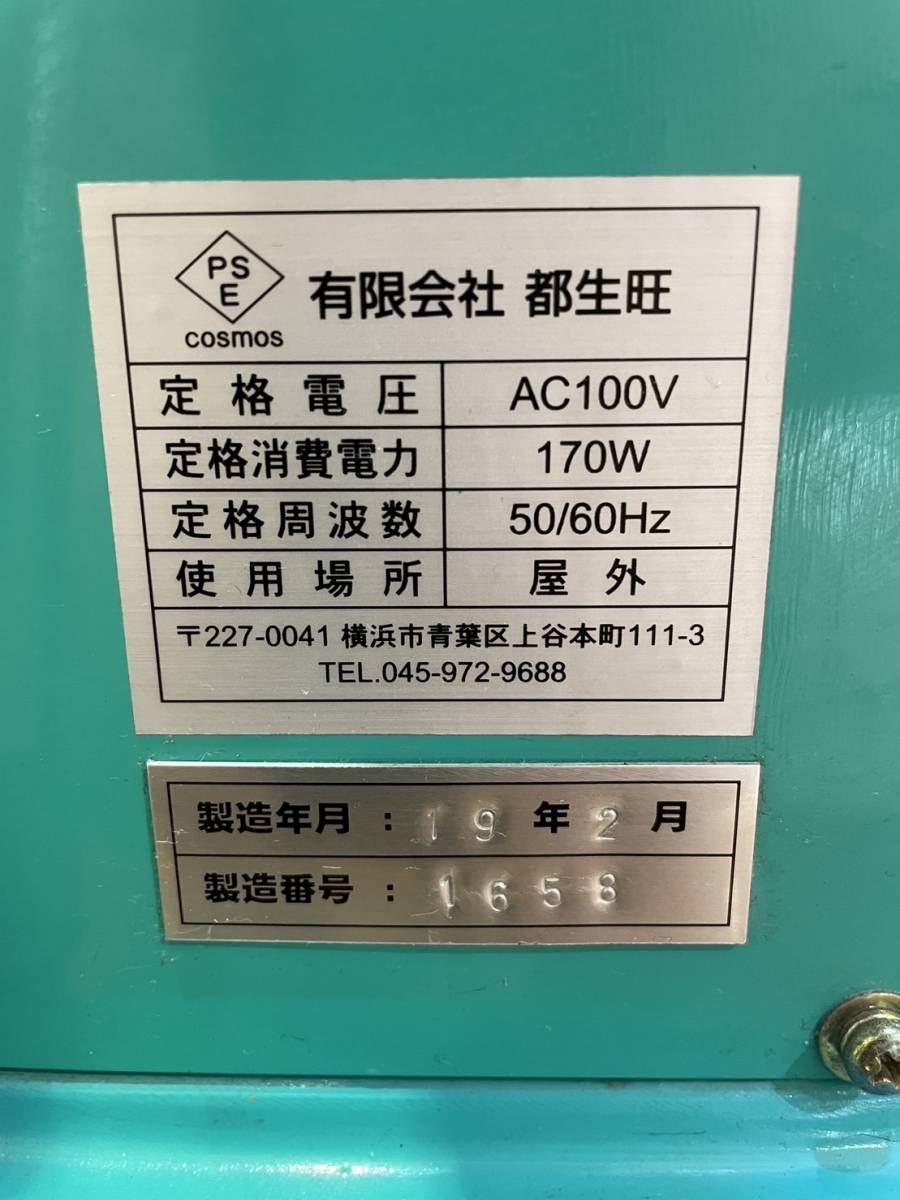 PS
E
cosmos
有限会社 都生旺
定格電圧 AC100V
定格消費電力 170W
定格周波数 50/60Hz
使用場所 屋外
〒227-0041 横浜市青葉区上谷本町111-3
TEL.045-972-9688
製造年月：19年2月
製造番号：1658